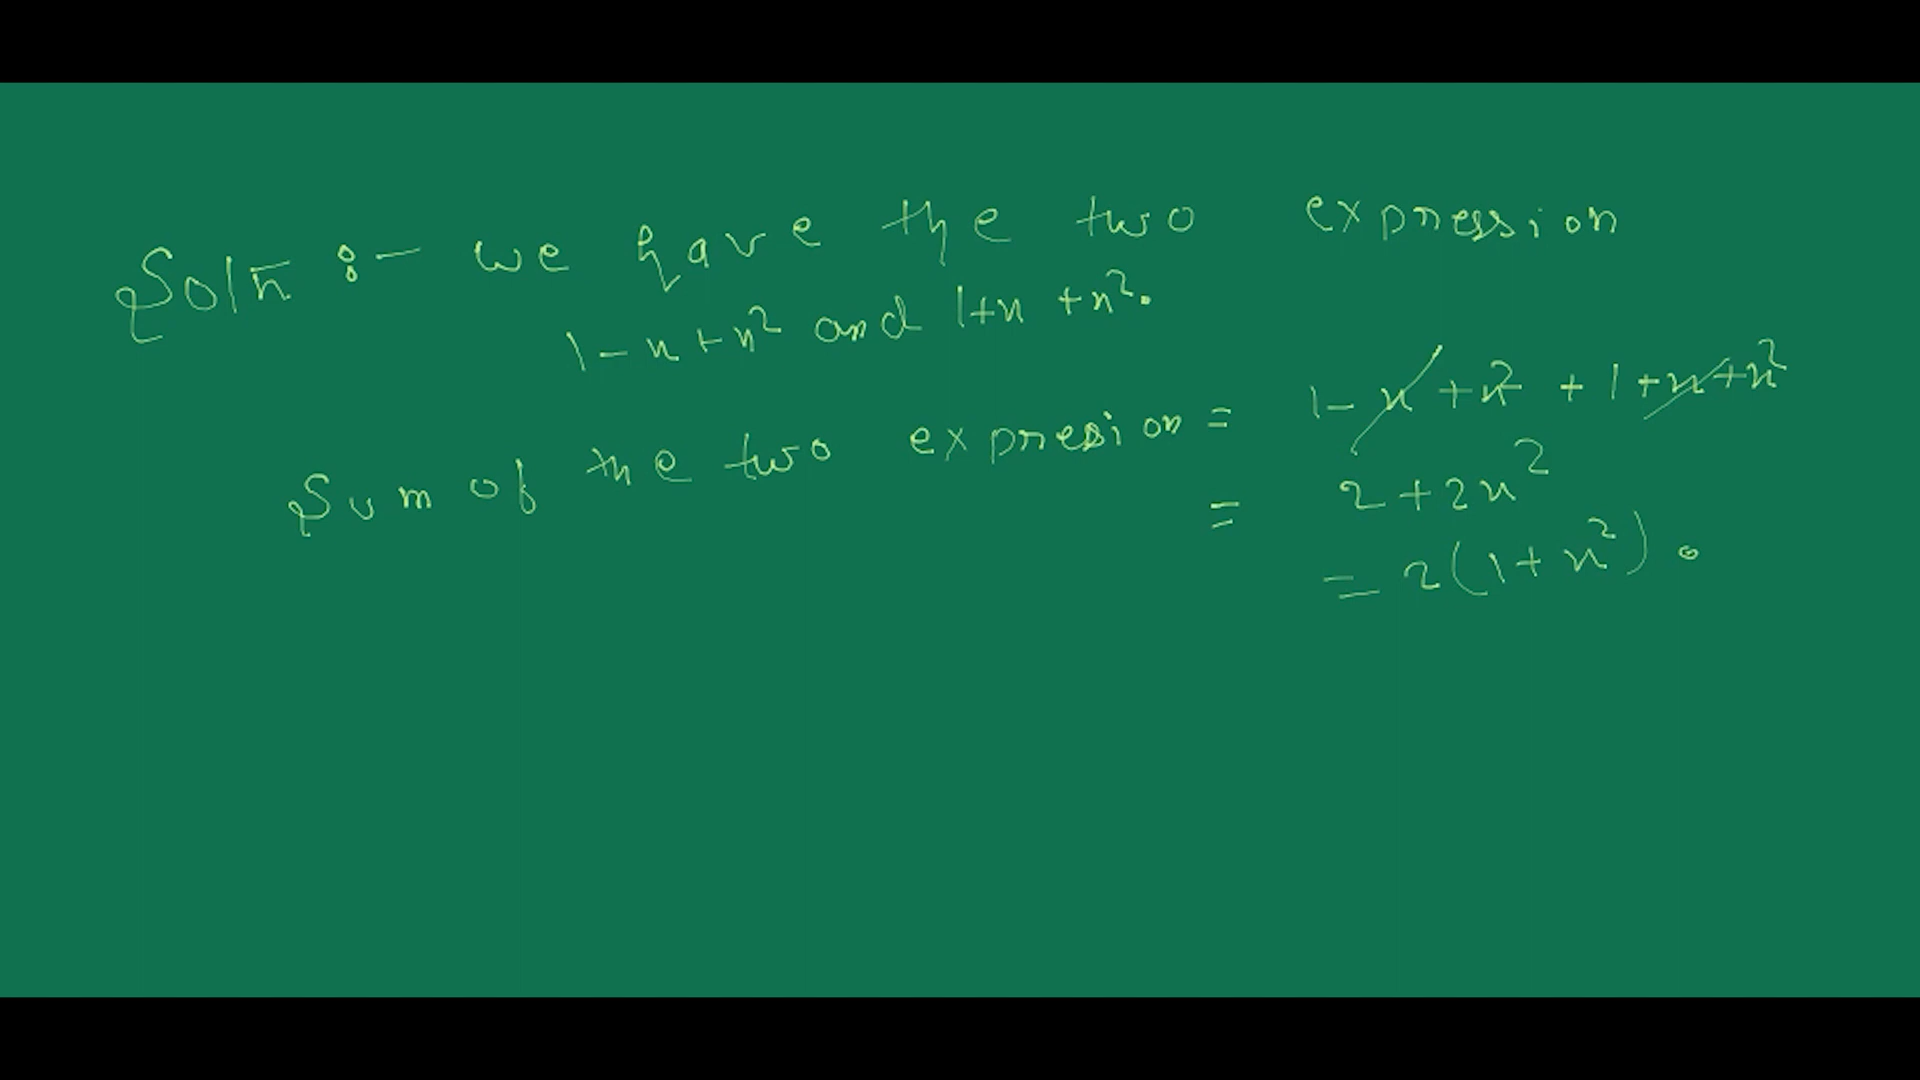 Soln :- we have the two expression
1-x+x² and 1+x+x².
Sum of the two expression = 1-x+x²+1+x+x²
= 2+2x²
= 2(1+x²).